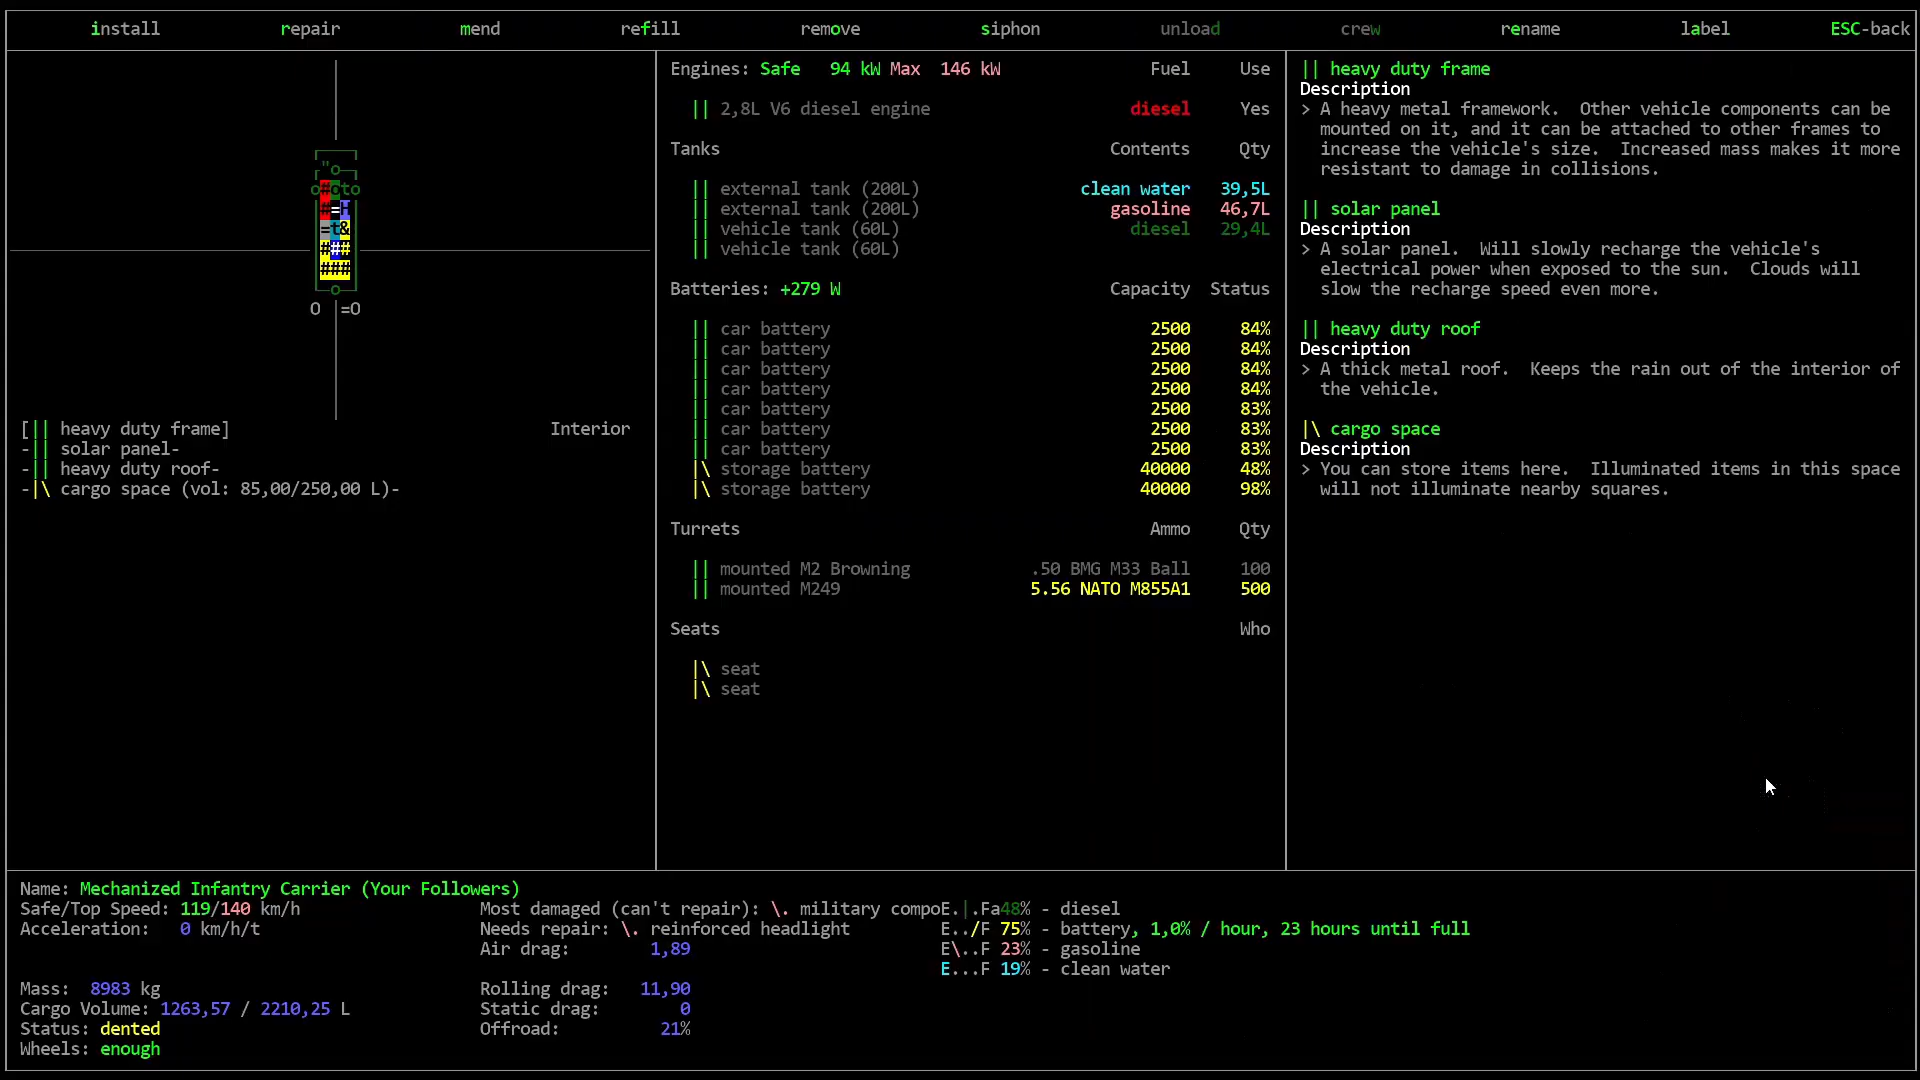 install repair mend refill remove siphon unload crew rename label ESC-back
[|| heavy duty frame] Interior
-|| solar panel-
-|| heavy duty roof-
-|\ cargo space (vol: 85,00/250,00 L)-
Engines: Safe 94 kW Max 146 kW Fuel Use
|| 2,8L V6 diesel engine diesel Yes
Tanks Contents Qty
|| external tank (200L) clean water 39,5L
|| external tank (200L) gasoline 46,7L
|| vehicle tank (60L) diesel 29,4L
|| vehicle tank (60L)
Batteries: +279 W Capacity Status
|| car battery 2500 84%
|| car battery 2500 84%
|| car battery 2500 84%
|| car battery 2500 84%
|| car battery 2500 83%
|| car battery 2500 83%
|| car battery 2500 83%
|\ storage battery 40000 48%
|\ storage battery 40000 98%
Turrets Ammo Qty
|| mounted M2 Browning .50 BMG M33 Ball 100
|| mounted M249 5.56 NATO M855A1 500
Seats Who
|\ seat
|\ seat
|| heavy duty frame
Description
> A heavy metal framework. Other vehicle components can be
mounted on it, and it can be attached to other frames to
increase the vehicle's size. Increased mass makes it more
resistant to damage in collisions.
|| solar panel
Description
> A solar panel. Will slowly recharge the vehicle's
electrical power when exposed to the sun. Clouds will
slow the recharge speed even more.
|| heavy duty roof
Description
> A thick metal roof. Keeps the rain out of the interior of
the vehicle.
|\ cargo space
Description
> You can store items here. Illuminated items in this space
will not illuminate nearby squares.
Name: Mechanized Infantry Carrier (Your Followers)
Safe/Top Speed: 119/140 km/h
Acceleration: 0 km/h/t
Mass: 8983 kg
Cargo Volume: 1263,57 / 2210,25 L
Status: dented
Wheels: enough
Most damaged (can't repair): \. military compo
Needs repair: \. reinforced headlight
Air drag: 1,89
Rolling drag: 11,90
Static drag: 0
Offroad: 21%
E.|.Fa48% - diesel
E../F 75% - battery, 1,0% / hour, 23 hours until full
E\..F 23% - gasoline
E...F 19% - clean water